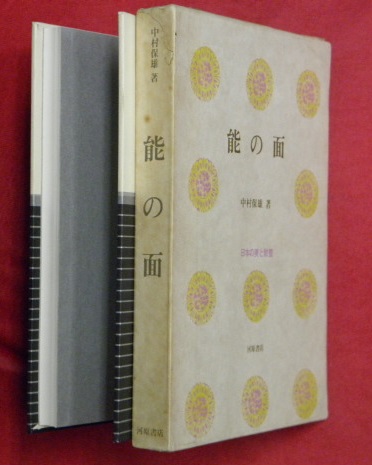 中村保雄 著
能の面
河原書店
能の面
中村保雄 著
日本の美と教養
河原書店